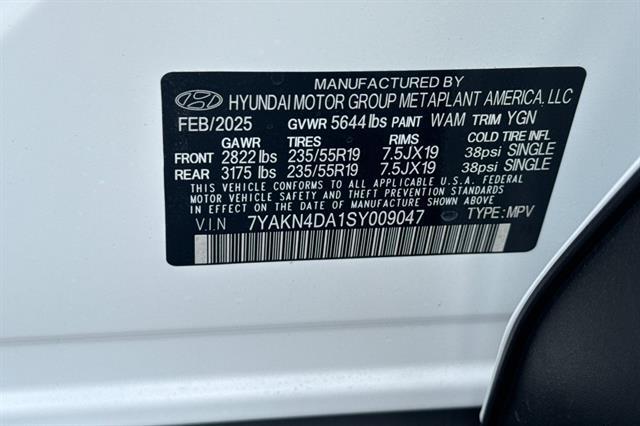 MANUFACTURED BY
HYUNDAI MOTOR GROUP METAPLANT AMERICA, LLC
FEB/2025 GVWR 5644 lbs PAINT WAM TRIM YGN
GAWR TIRES RIMS COLD TIRE INFL
FRONT 2822 lbs 235/55R19 7.5JX19 38psi SINGLE
REAR 3175 lbs 235/55R19 7.5JX19 38psi SINGLE
THIS VEHICLE CONFORMS TO ALL APPLICABLE U.S. FEDERAL
MOTOR VEHICLE SAFETY AND THEFT PREVENTION STANDARDS
IN EFFECT ON THE DATE OF MANUFACTURE SHOWN ABOVE.
V.I.N 7YAKN4DA1SY009047 TYPE: MPV